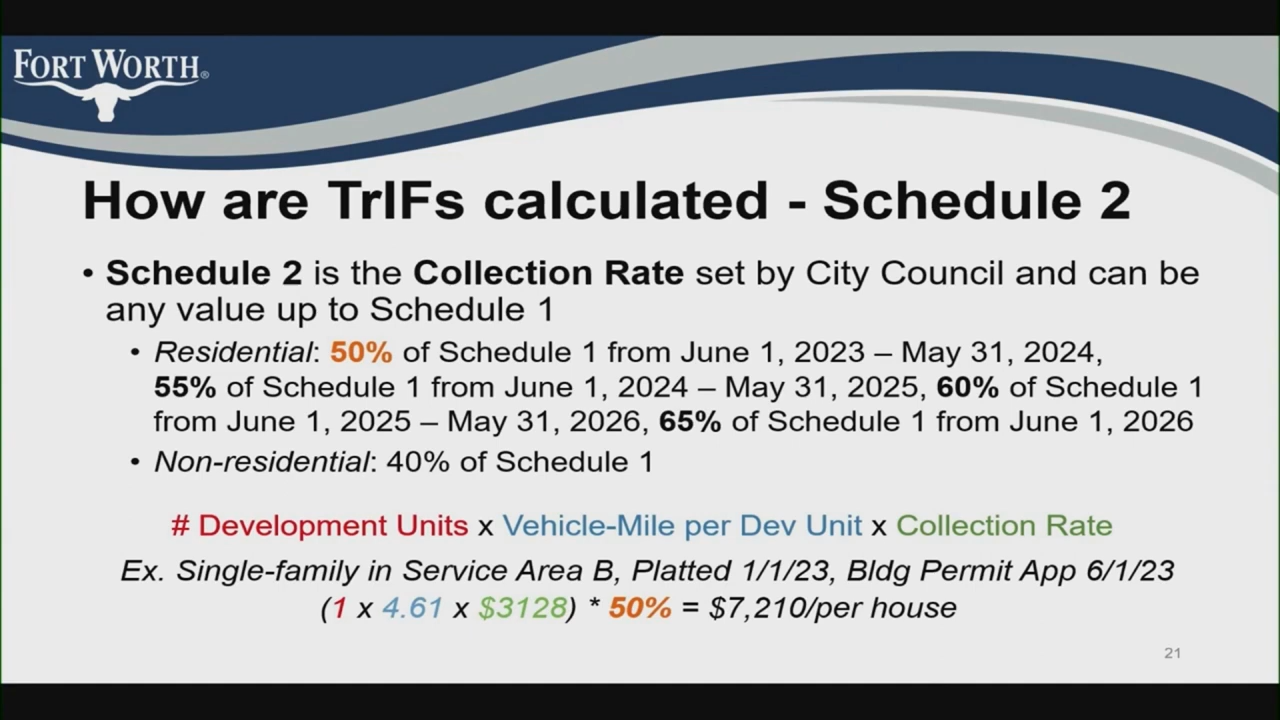 FORT WORTH®
How are TrIFs calculated - Schedule 2
• Schedule 2 is the Collection Rate set by City Council and can be
any value up to Schedule 1
• Residential: 50% of Schedule 1 from June 1, 2023 – May 31, 2024,
55% of Schedule 1 from June 1, 2024 – May 31, 2025, 60% of Schedule 1
from June 1, 2025 – May 31, 2026, 65% of Schedule 1 from June 1, 2026
• Non-residential: 40% of Schedule 1
# Development Units x Vehicle-Mile per Dev Unit x Collection Rate
Ex. Single-family in Service Area B, Platted 1/1/23, Bldg Permit App 6/1/23
(1 x 4.61 x $3128) * 50% = $7,210/per house
21